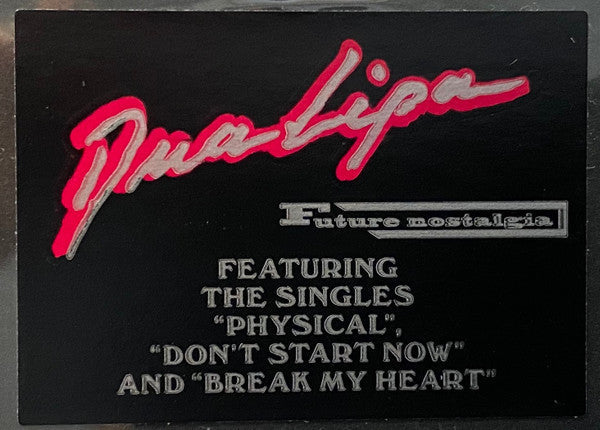 Dua Lipa
Future nostalgia
FEATURING
THE SINGLES
“PHYSICAL”,
“DON'T START NOW”
AND “BREAK MY HEART”